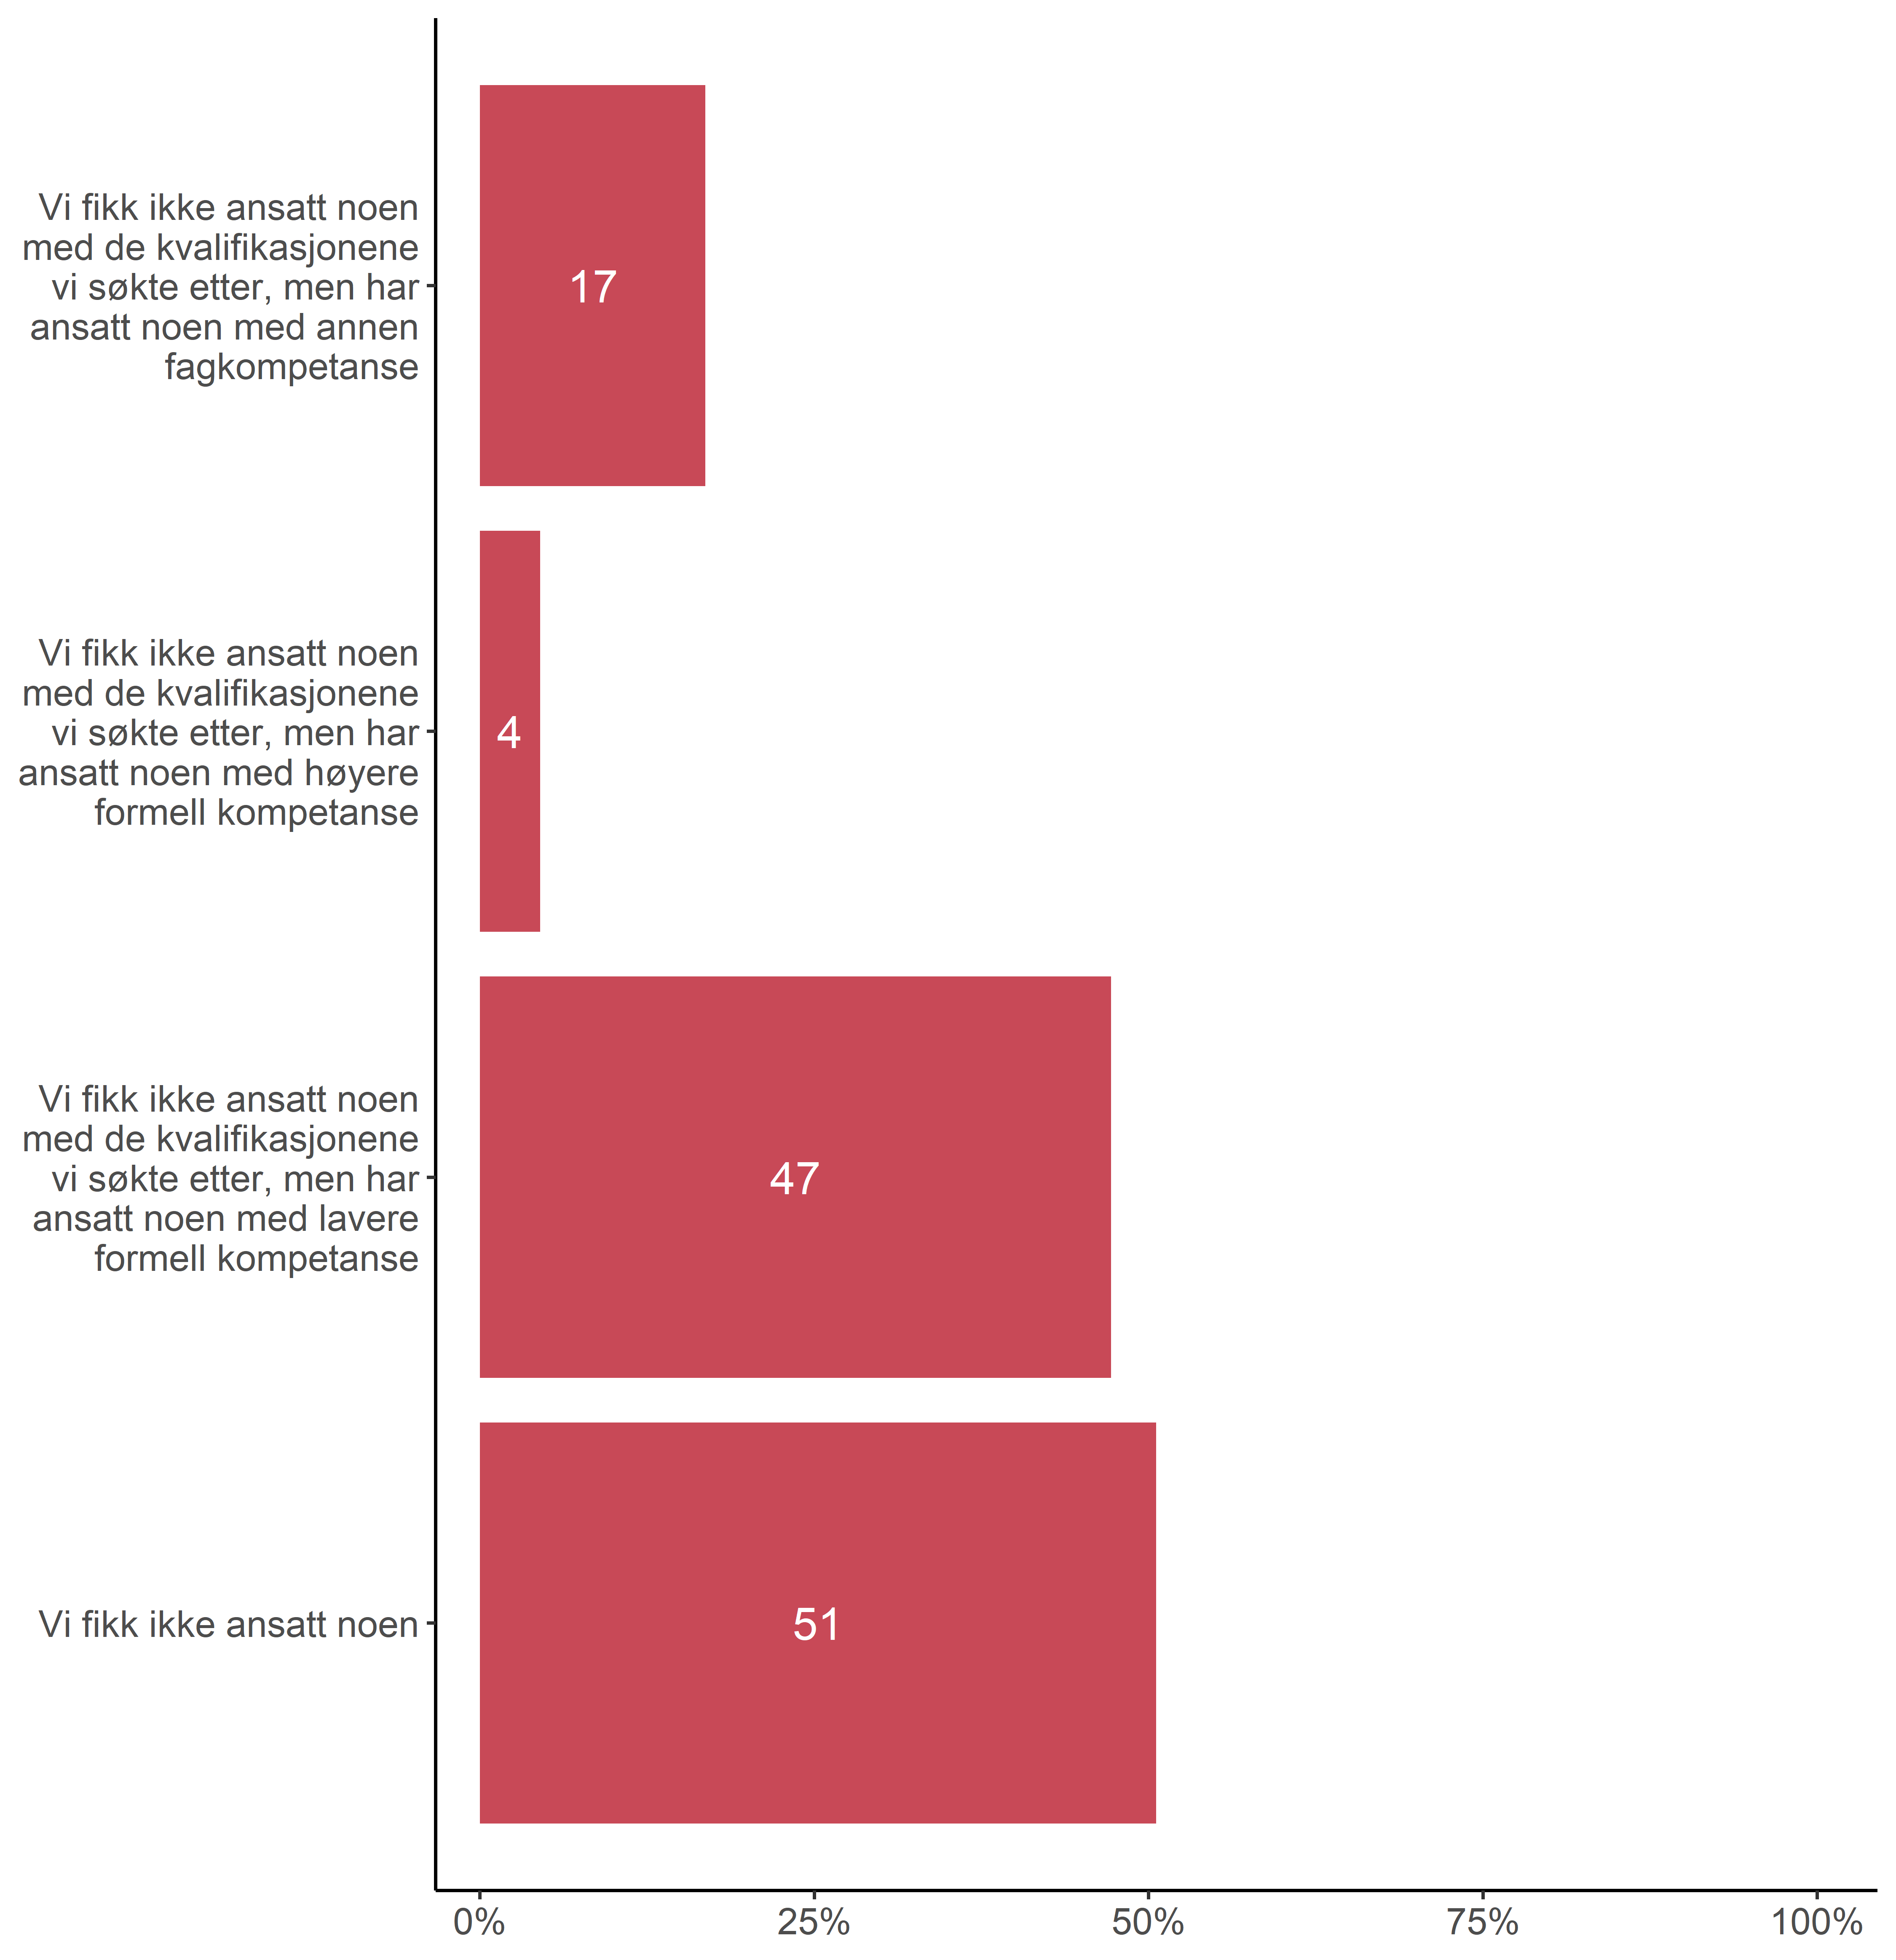 Vi fikk ikke ansatt noen
med de kvalifikasjonene
vi søkte etter, men har
ansatt noen med annen
fagkompetanse
17
Vi fikk ikke ansatt noen
med de kvalifikasjonene
vi søkte etter, men har
ansatt noen med høyere
formell kompetanse
4
Vi fikk ikke ansatt noen
med de kvalifikasjonene
vi søkte etter, men har
ansatt noen med lavere
formell kompetanse
47
Vi fikk ikke ansatt noen
51
0% 25% 50% 75% 100%